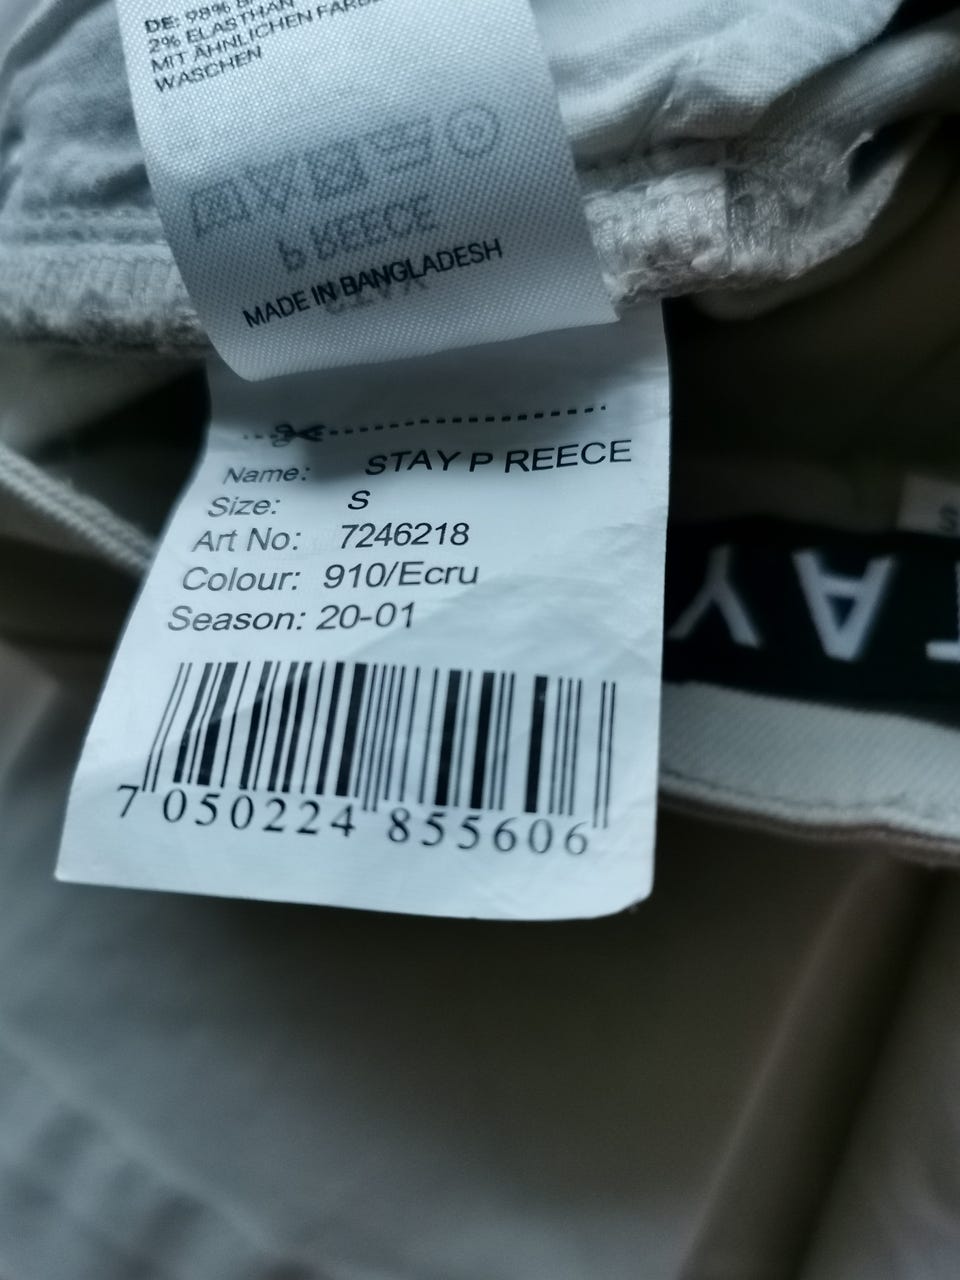 DE: 98%
2% ELASTHAN
MIT ÄHNLICHEN
WASCHEN
P REECE
MADE IN BANGLADESH
Name: STAY P REECE
Size: S
Art No: 7246218
Colour: 910/Ecru
Season: 20-01
7 050224 855606
TAY
S